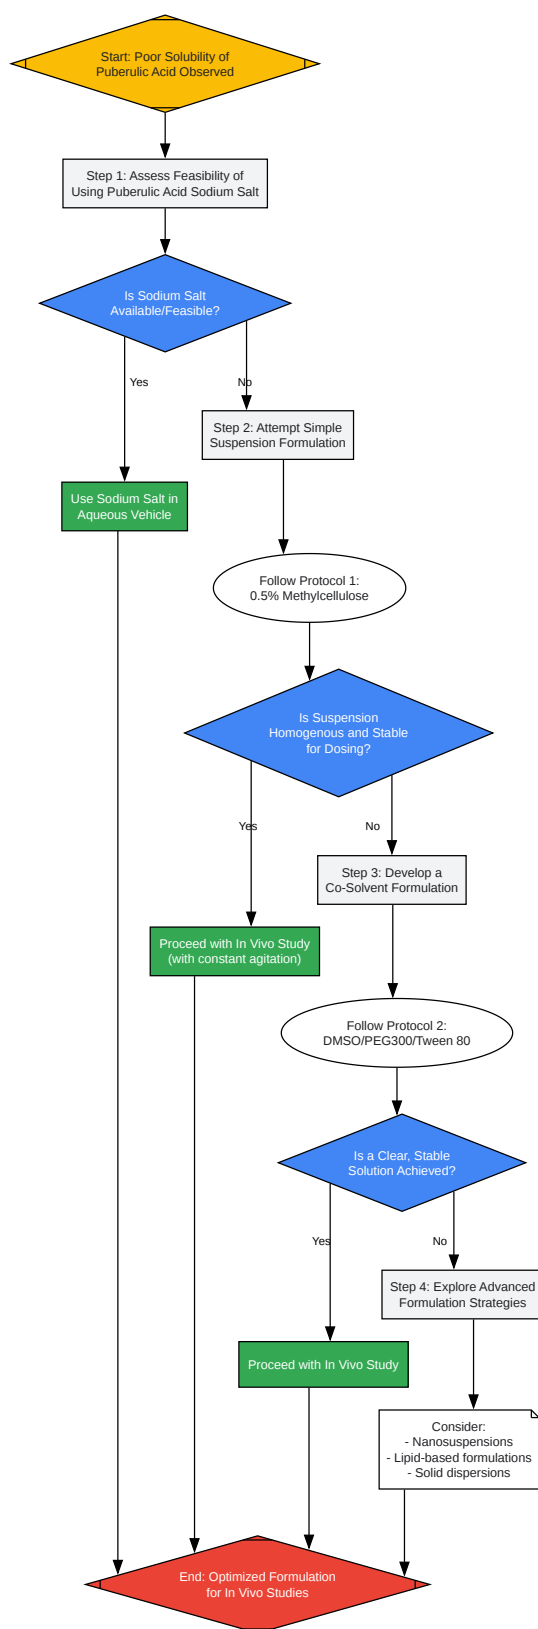 Start: Poor Solubility of
Puberulic Acid Observed
Step 1: Assess Feasibility of
Using Puberulic Acid Sodium Salt
Is Sodium Salt
Available/Feasible?
Yes
No
Step 2: Attempt Simple
Suspension Formulation
Use Sodium Salt in
Aqueous Vehicle
Follow Protocol 1:
0.5% Methylcellulose
Is Suspension
Homogenous and Stable
for Dosing?
Yes
No
Step 3: Develop a
Co-Solvent Formulation
Proceed with In Vivo Study
(with constant agitation)
Follow Protocol 2:
DMSO/PEG300/Tween 80
Is a Clear, Stable
Solution Achieved?
Yes
No
Step 4: Explore Advanced
Formulation Strategies
Proceed with In Vivo Study
Consider:
- Nanosuspensions
- Lipid-based formulations
- Solid dispersions
End: Optimized Formulation
for In Vivo Studies